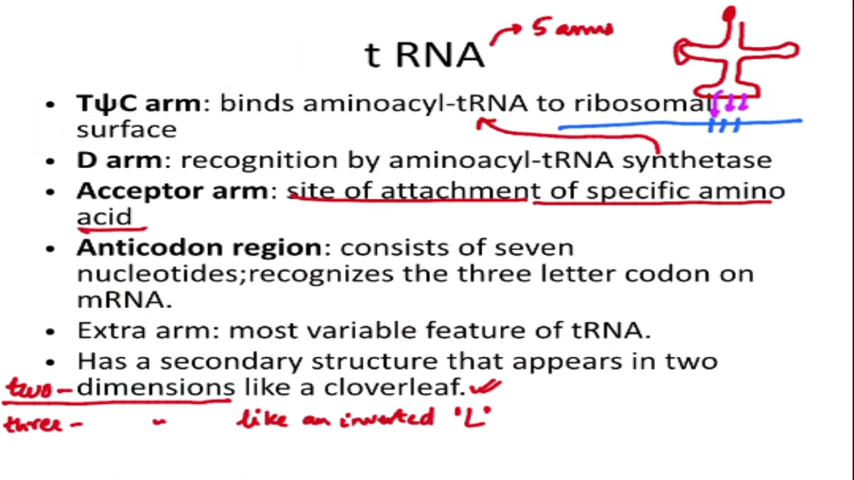 t RNA
5 arms
• TψC arm: binds aminoacyl-tRNA to ribosomal
surface
• D arm: recognition by aminoacyl-tRNA synthetase
• Acceptor arm: site of attachment of specific amino
acid
• Anticodon region: consists of seven
nucleotides;recognizes the three letter codon on
mRNA.
• Extra arm: most variable feature of tRNA.
• Has a secondary structure that appears in two
two- dimensions like a cloverleaf.
three- " like an inverted 'L'